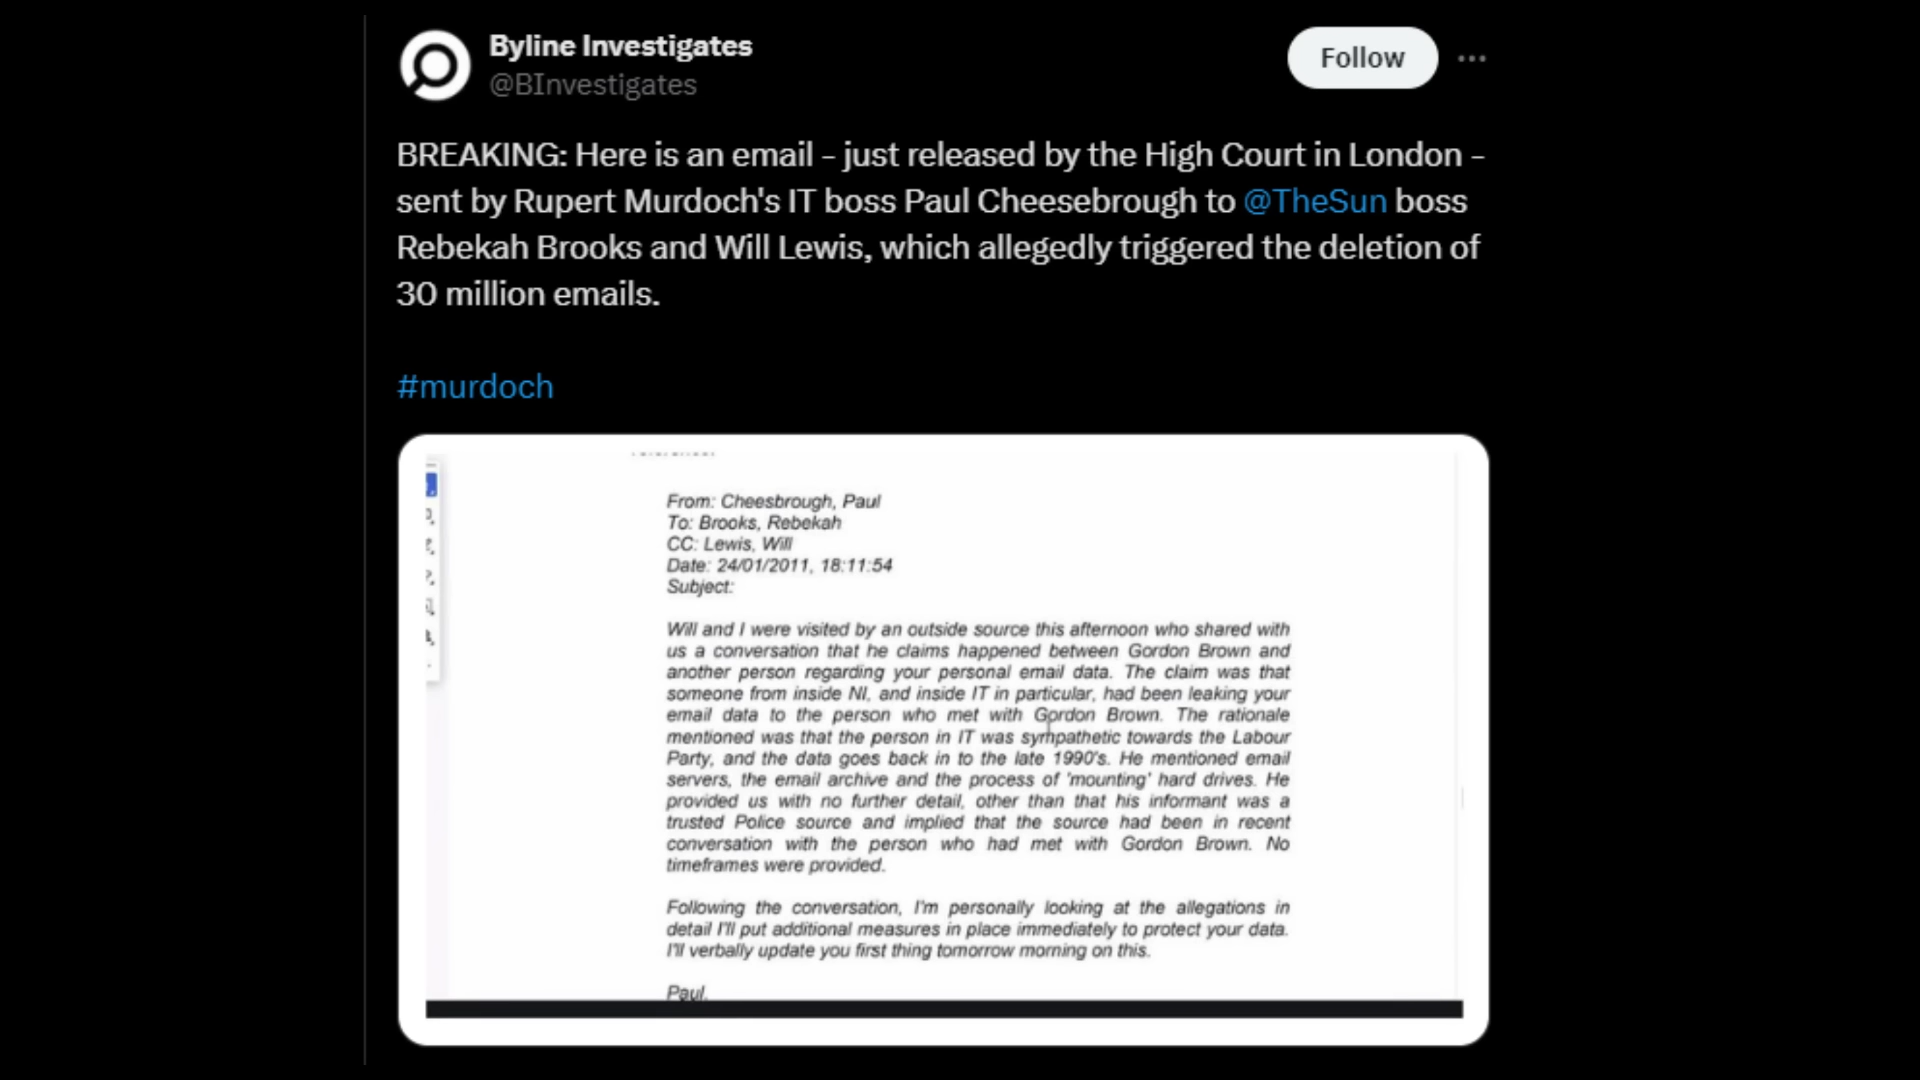 Byline Investigates
@BInvestigates
Follow
BREAKING: Here is an email – just released by the High Court in London –
sent by Rupert Murdoch's IT boss Paul Cheesebrough to @TheSun boss
Rebekah Brooks and Will Lewis, which allegedly triggered the deletion of
30 million emails.
#murdoch
From: Cheesbrough, Paul
To: Brooks, Rebekah
CC: Lewis, Will
Date: 24/01/2011, 18:11:54
Subject:
Will and I were visited by an outside source this afternoon who shared with
us a conversation that he claims happened between Gordon Brown and
another person regarding your personal email data. The claim was that
someone from inside NI, and inside IT in particular, had been leaking your
email data to the person who met with Gordon Brown. The rationale
mentioned was that the person in IT was sympathetic towards the Labour
Party, and the data goes back in to the late 1990's. He mentioned email
servers, the email archive and the process of 'mounting' hard drives. He
provided us with no further detail, other than that his informant was a
trusted Police source and implied that the source had been in recent
conversation with the person who had met with Gordon Brown. No
timeframes were provided.
Following the conversation, I'm personally looking at the allegations in
detail I'll put additional measures in place immediately to protect your data.
I'll verbally update you first thing tomorrow morning on this.
Paul.